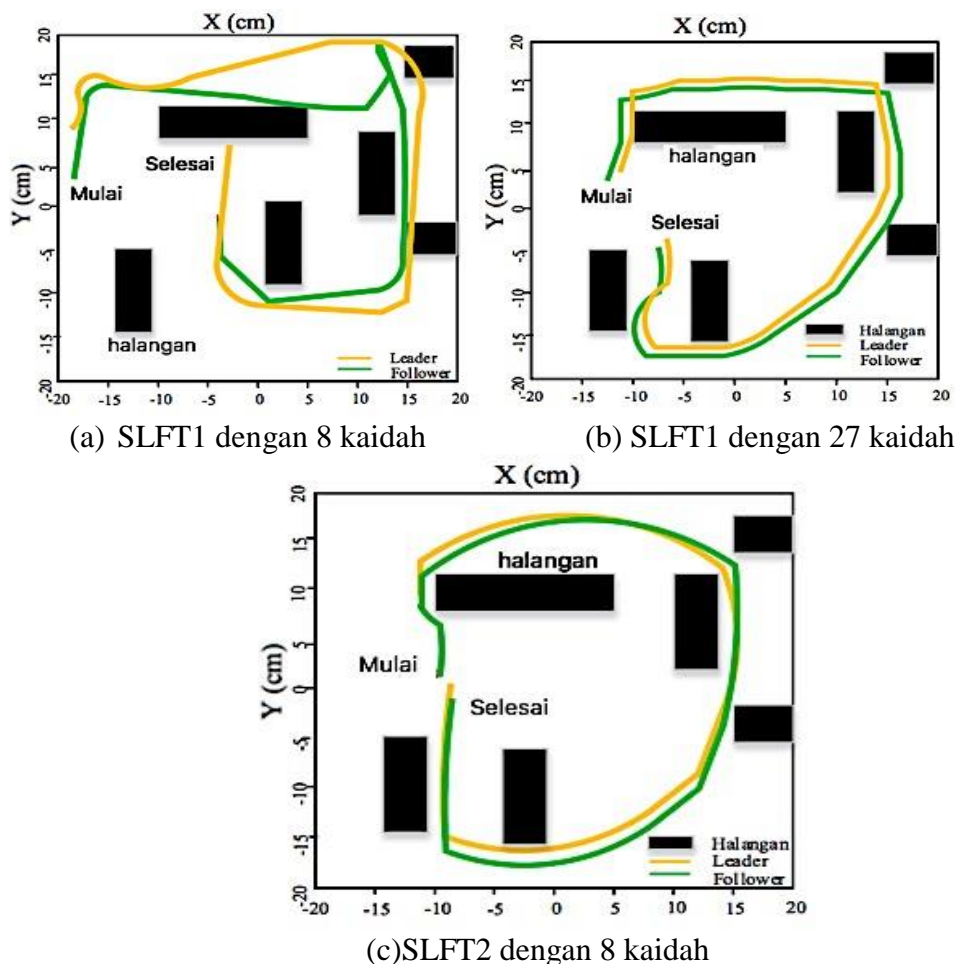 X (cm)
20
15
10
5
0
-5
-10
-15
-20
Y (cm)
Selesai
Mulai
halangan
Leader
Follower
-20 -15 -10 -5 0 5 10 15 20
(a) SLFT1 dengan 8 kaidah
X (cm)
20
15
10
5
0
-5
-10
-15
-20
Y (cm)
halangan
Mulai
Selesai
Halangan
Leader
Follower
-20 -15 -10 -5 0 5 10 15 20
(b) SLFT1 dengan 27 kaidah
X (cm)
20
15
10
5
0
-5
-10
-15
-20
Y (cm)
halangan
Mulai
Selesai
Halangan
Leader
Follower
-20 -15 -10 -5 0 5 10 15 20
(c)SLFT2 dengan 8 kaidah